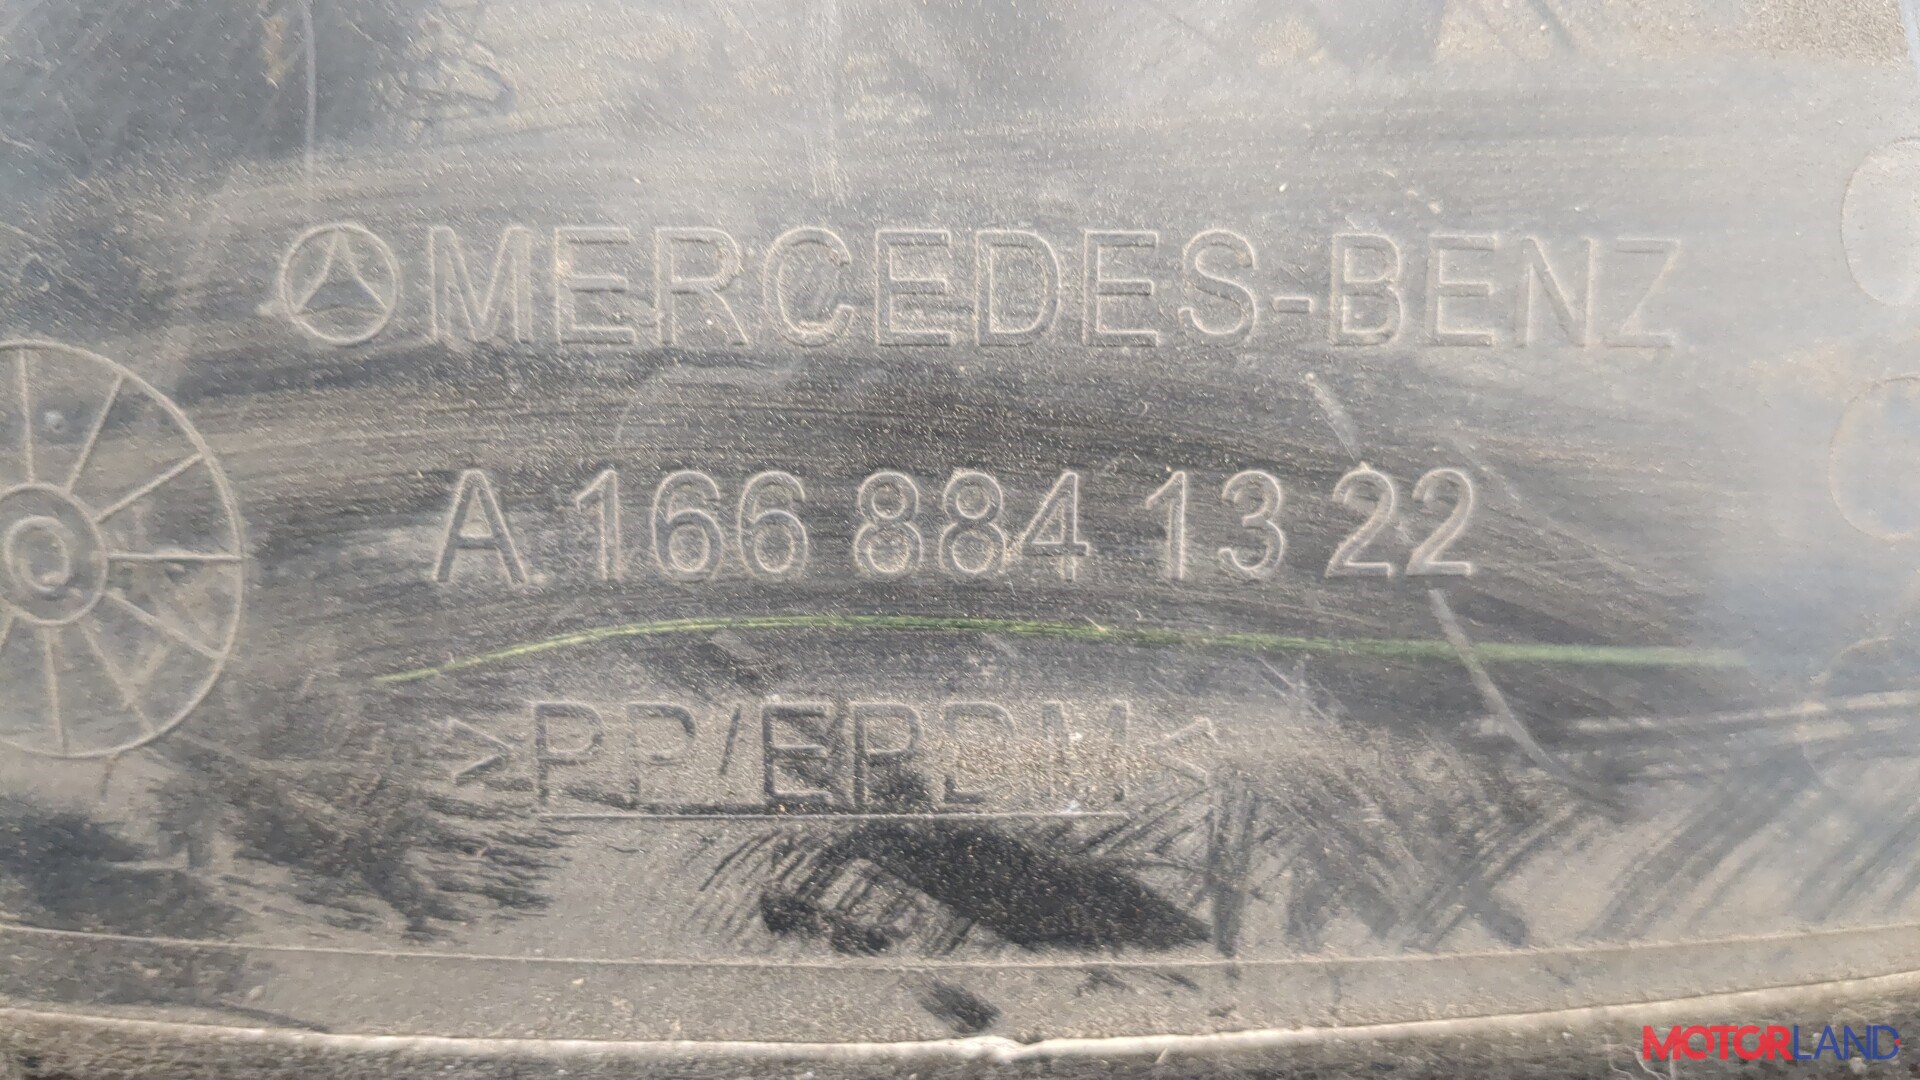 MERCEDES-BENZ
A 166 884 13 22
>PP/EPDM<
MOTORLAND